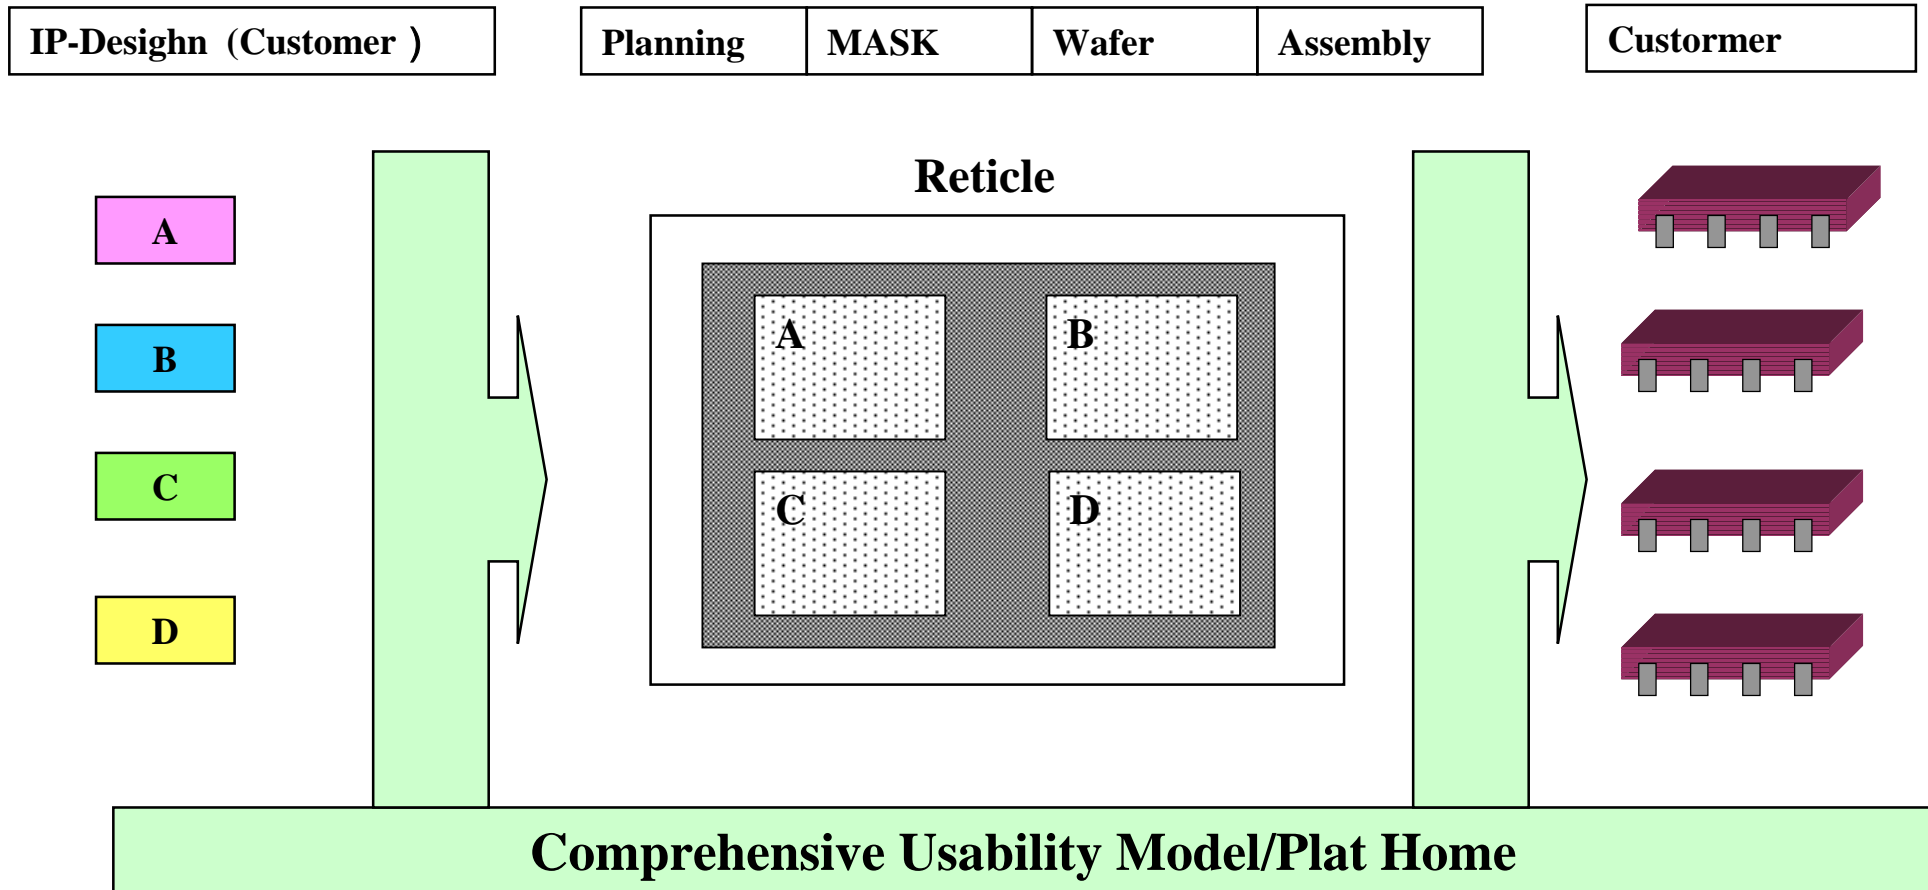 IP-Desighn (Customer )
Planning MASK Wafer Assembly
Custormer
Reticle
A
B
C
D
A B
C D
Comprehensive Usability Model/Plat Home